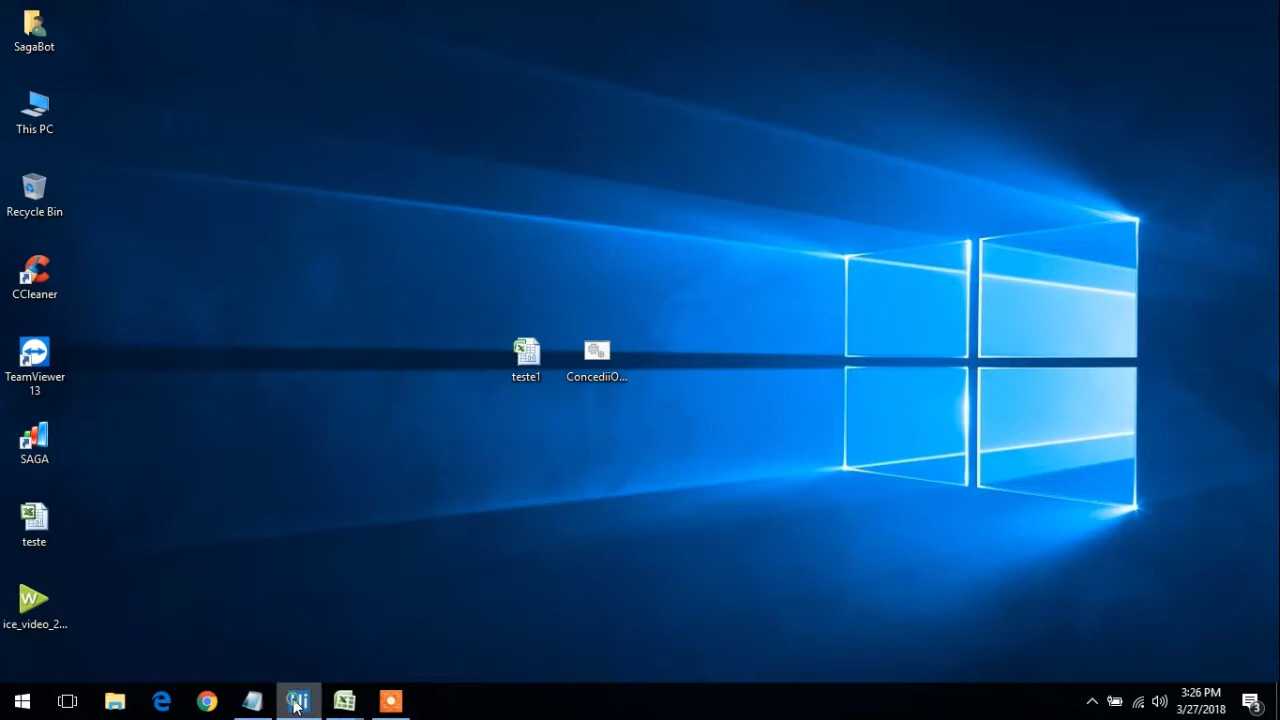 SagaBot
This PC
Recycle Bin
CCleaner
TeamViewer
13
SAGA
teste
W
ice_video_2...
teste1
ConcediiO...
3:26 PM
3/27/2018
3